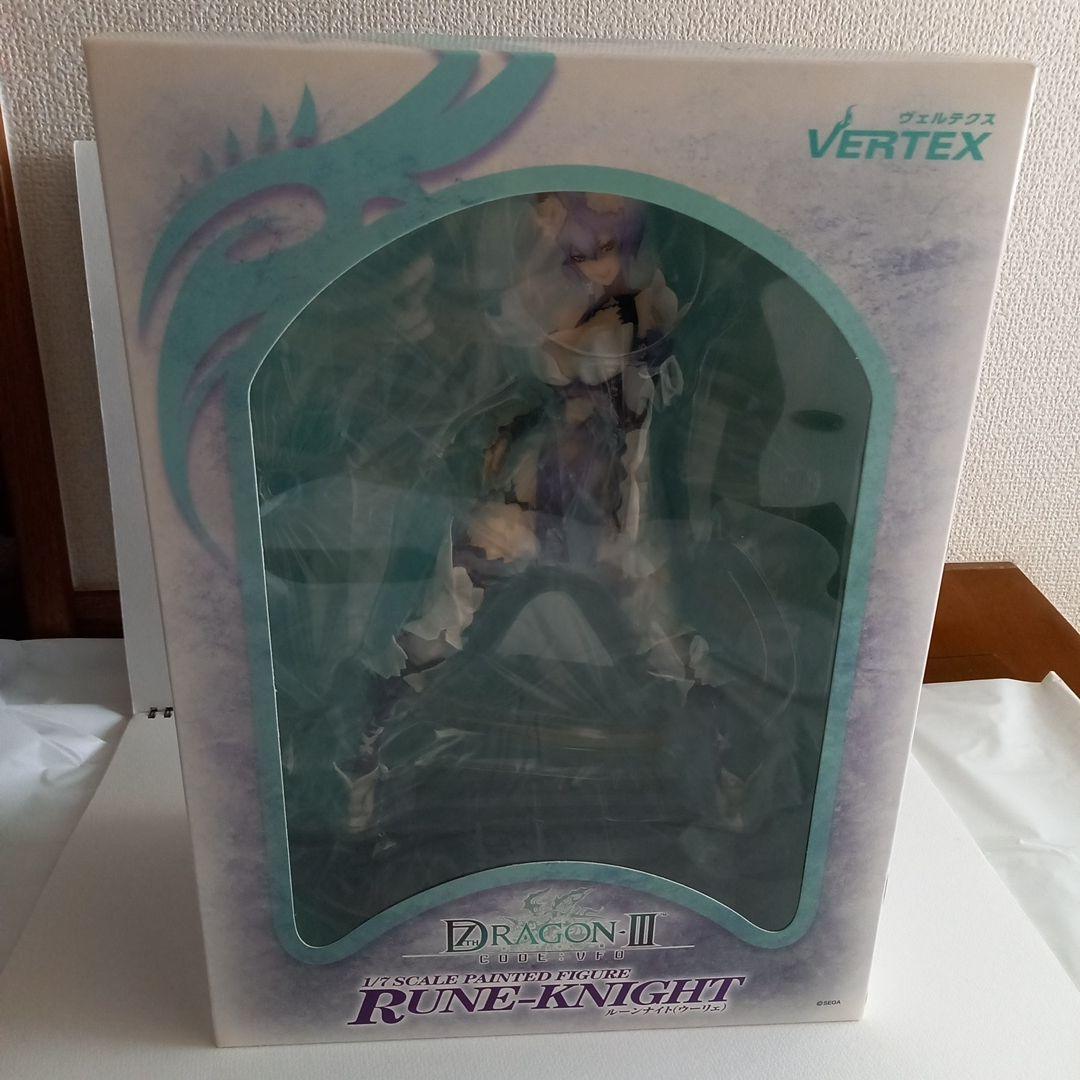 ヴェルテクス
VERTEX
7TH DRAGON-III™
CODE:VFD
1/7 SCALE PAINTED FIGURE
RUNE-KNIGHT
ルーンナイト(ウーリェ)
©SEGA